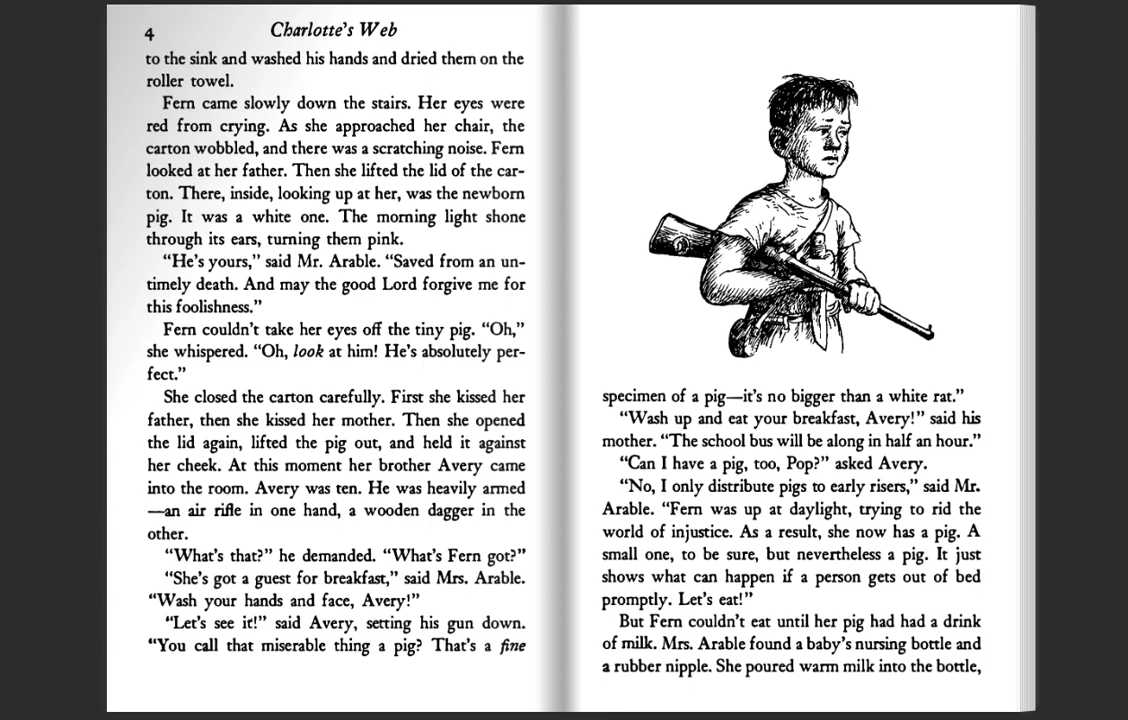 4
Charlotte's Web
to the sink and washed his hands and dried them on the
roller towel.
Fern came slowly down the stairs. Her eyes were
red from crying. As she approached her chair, the
carton wobbled, and there was a scratching noise. Fern
looked at her father. Then she lifted the lid of the car-
ton. There, inside, looking up at her, was the newborn
pig. It was a white one. The morning light shone
through its ears, turning them pink.
“He's yours,” said Mr. Arable. “Saved from an un-
timely death. And may the good Lord forgive me for
this foolishness.”
Fern couldn't take her eyes off the tiny pig. “Oh,”
she whispered. “Oh, look at him! He's absolutely per-
fect.”
She closed the carton carefully. First she kissed her
father, then she kissed her mother. Then she opened
the lid again, lifted the pig out, and held it against
her cheek. At this moment her brother Avery came
into the room. Avery was ten. He was heavily armed
—an air rifle in one hand, a wooden dagger in the
other.
“What's that?” he demanded. “What's Fern got?”
“She's got a guest for breakfast,” said Mrs. Arable.
“Wash your hands and face, Avery!”
“Let's see it!” said Avery, setting his gun down.
“You call that miserable thing a pig? That's a fine
specimen of a pig—it's no bigger than a white rat.”
“Wash up and eat your breakfast, Avery!” said his
mother. “The school bus will be along in half an hour.”
“Can I have a pig, too, Pop?” asked Avery.
“No, I only distribute pigs to early risers,” said Mr.
Arable. “Fern was up at daylight, trying to rid the
world of injustice. As a result, she now has a pig. A
small one, to be sure, but nevertheless a pig. It just
shows what can happen if a person gets out of bed
promptly. Let's eat!”
But Fern couldn't eat until her pig had had a drink
of milk. Mrs. Arable found a baby's nursing bottle and
a rubber nipple. She poured warm milk into the bottle,